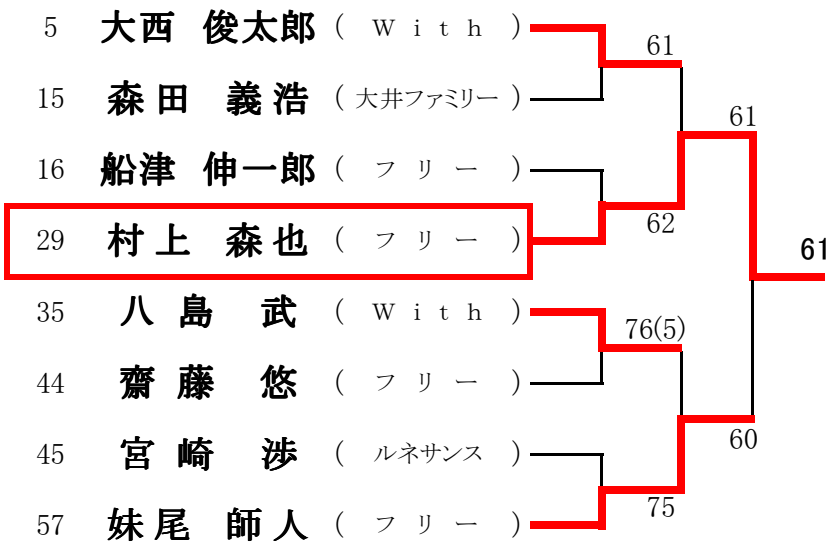 5 大西 俊太郎 ( With )
61
15 森田 義浩 ( 大井ファミリー )
61
16 船津 伸一郎 ( フリー )
62
29 村上 森也 ( フリー )
61
35 八島 武 ( With )
76(5)
44 齋藤 悠 ( フリー )
60
45 宮崎 渉 ( ルネサンス )
75
57 妹尾 師人 ( フリー )